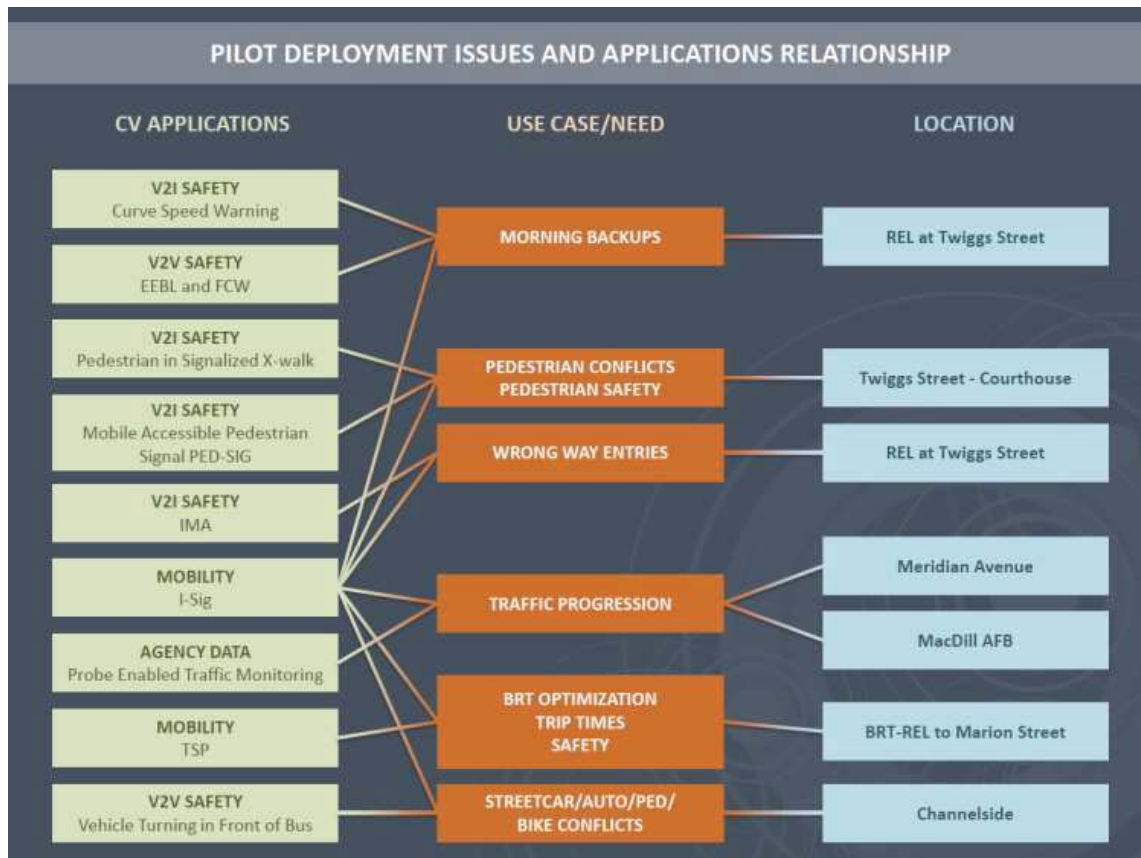 PILOT DEPLOYMENT ISSUES AND APPLICATIONS RELATIONSHIP
CV APPLICATIONS
USE CASE/NEED
LOCATION
V2I SAFETY
Curve Speed Warning
V2V SAFETY
EEBL and FCW
V2I SAFETY
Pedestrian in Signalized X-walk
V2I SAFETY
Mobile Accessible Pedestrian
Signal PED-SIG
V2I SAFETY
IMA
MOBILITY
I-Sig
AGENCY DATA
Probe Enabled Traffic Monitoring
MOBILITY
TSP
V2V SAFETY
Vehicle Turning in Front of Bus
MORNING BACKUPS
PEDESTRIAN CONFLICTS
PEDESTRIAN SAFETY
WRONG WAY ENTRIES
TRAFFIC PROGRESSION
BRT OPTIMIZATION
TRIP TIMES
SAFETY
STREETCAR/AUTO/PED/
BIKE CONFLICTS
REL at Twiggs Street
Twiggs Street - Courthouse
REL at Twiggs Street
Meridian Avenue
MacDill AFB
BRT-REL to Marion Street
Channelside